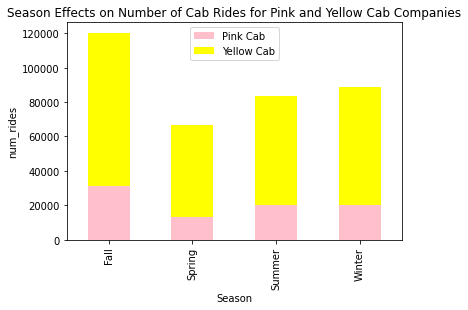 Season Effects on Number of Cab Rides for Pink and Yellow Cab Companies
Pink Cab
Yellow Cab
120000
100000
80000
60000
40000
20000
0
num_rides
Fall
Spring
Summer
Winter
Season